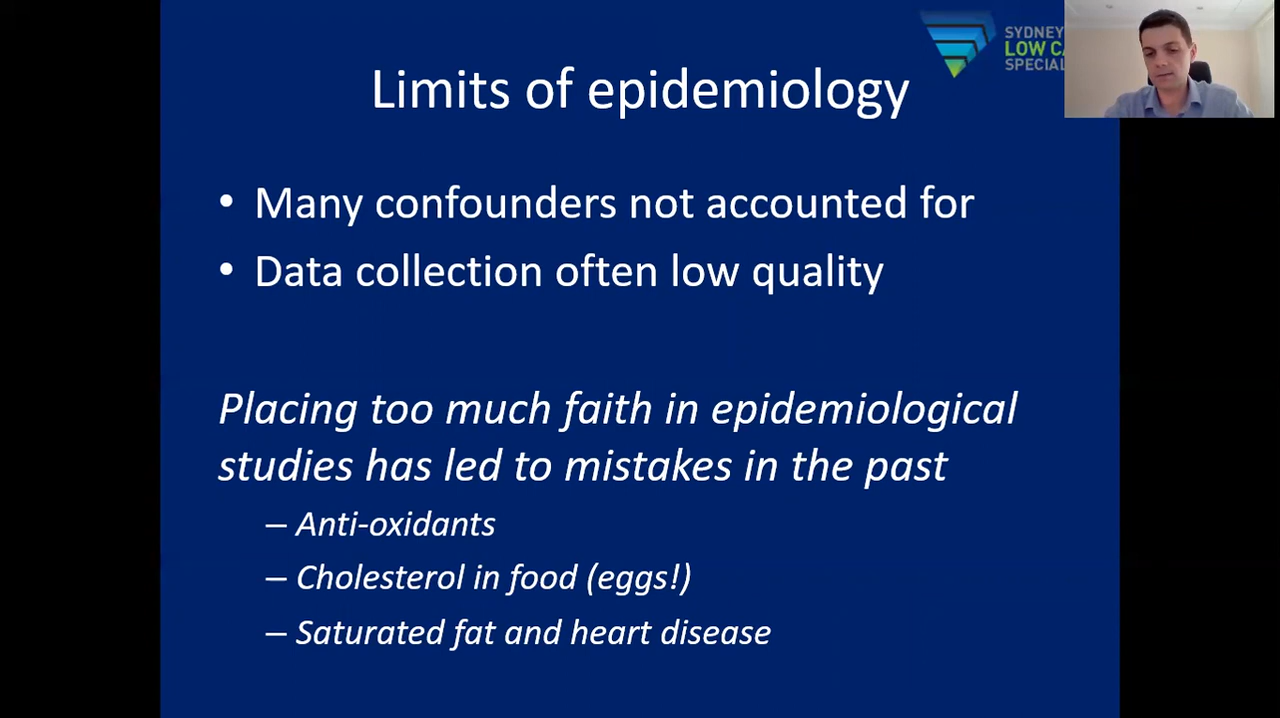 SYDNEY
LOW
Limits of epidemiology
• Many confounders not accounted for
• Data collection often low quality
Placing too much faith in epidemiological
studies has led to mistakes in the past
– Anti-oxidants
– Cholesterol in food (eggs!)
– Saturated fat and heart disease